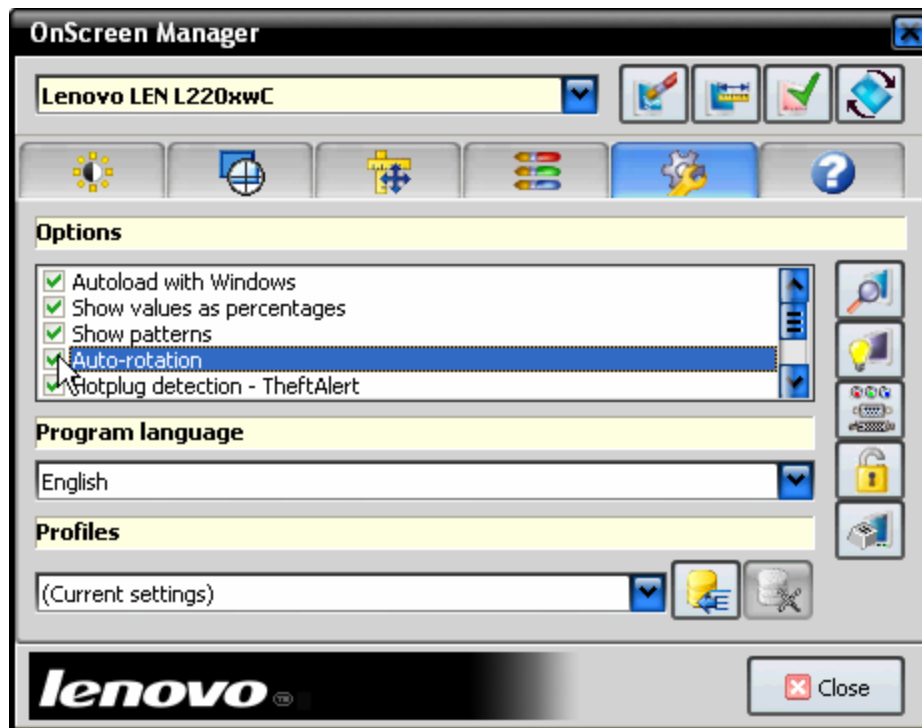 OnScreen Manager
Lenovo LEN L220xwC
Options
Autoload with Windows
Show values as percentages
Show patterns
Auto-rotation
Hotplug detection - TheftAlert
Program language
English
Profiles
(Current settings)
lenovo
Close